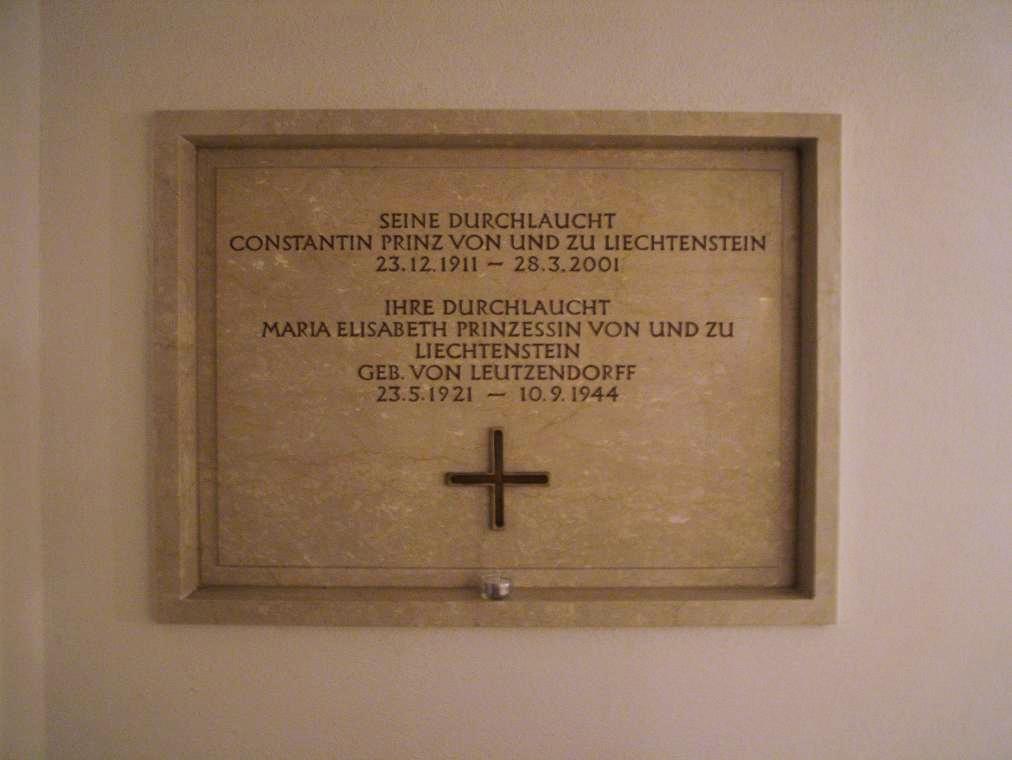 SEINE DURCHLAUCHT
CONSTANTIN PRINZ VON UND ZU LIECHTENSTEIN
23.12.1911 – 28.3.2001
IHRE DURCHLAUCHT
MARIA ELISABETH PRINZESSIN VON UND ZU
LIECHTENSTEIN
GEB. VON LEUTZENDORFF
23.5.1921 – 10.9.1944